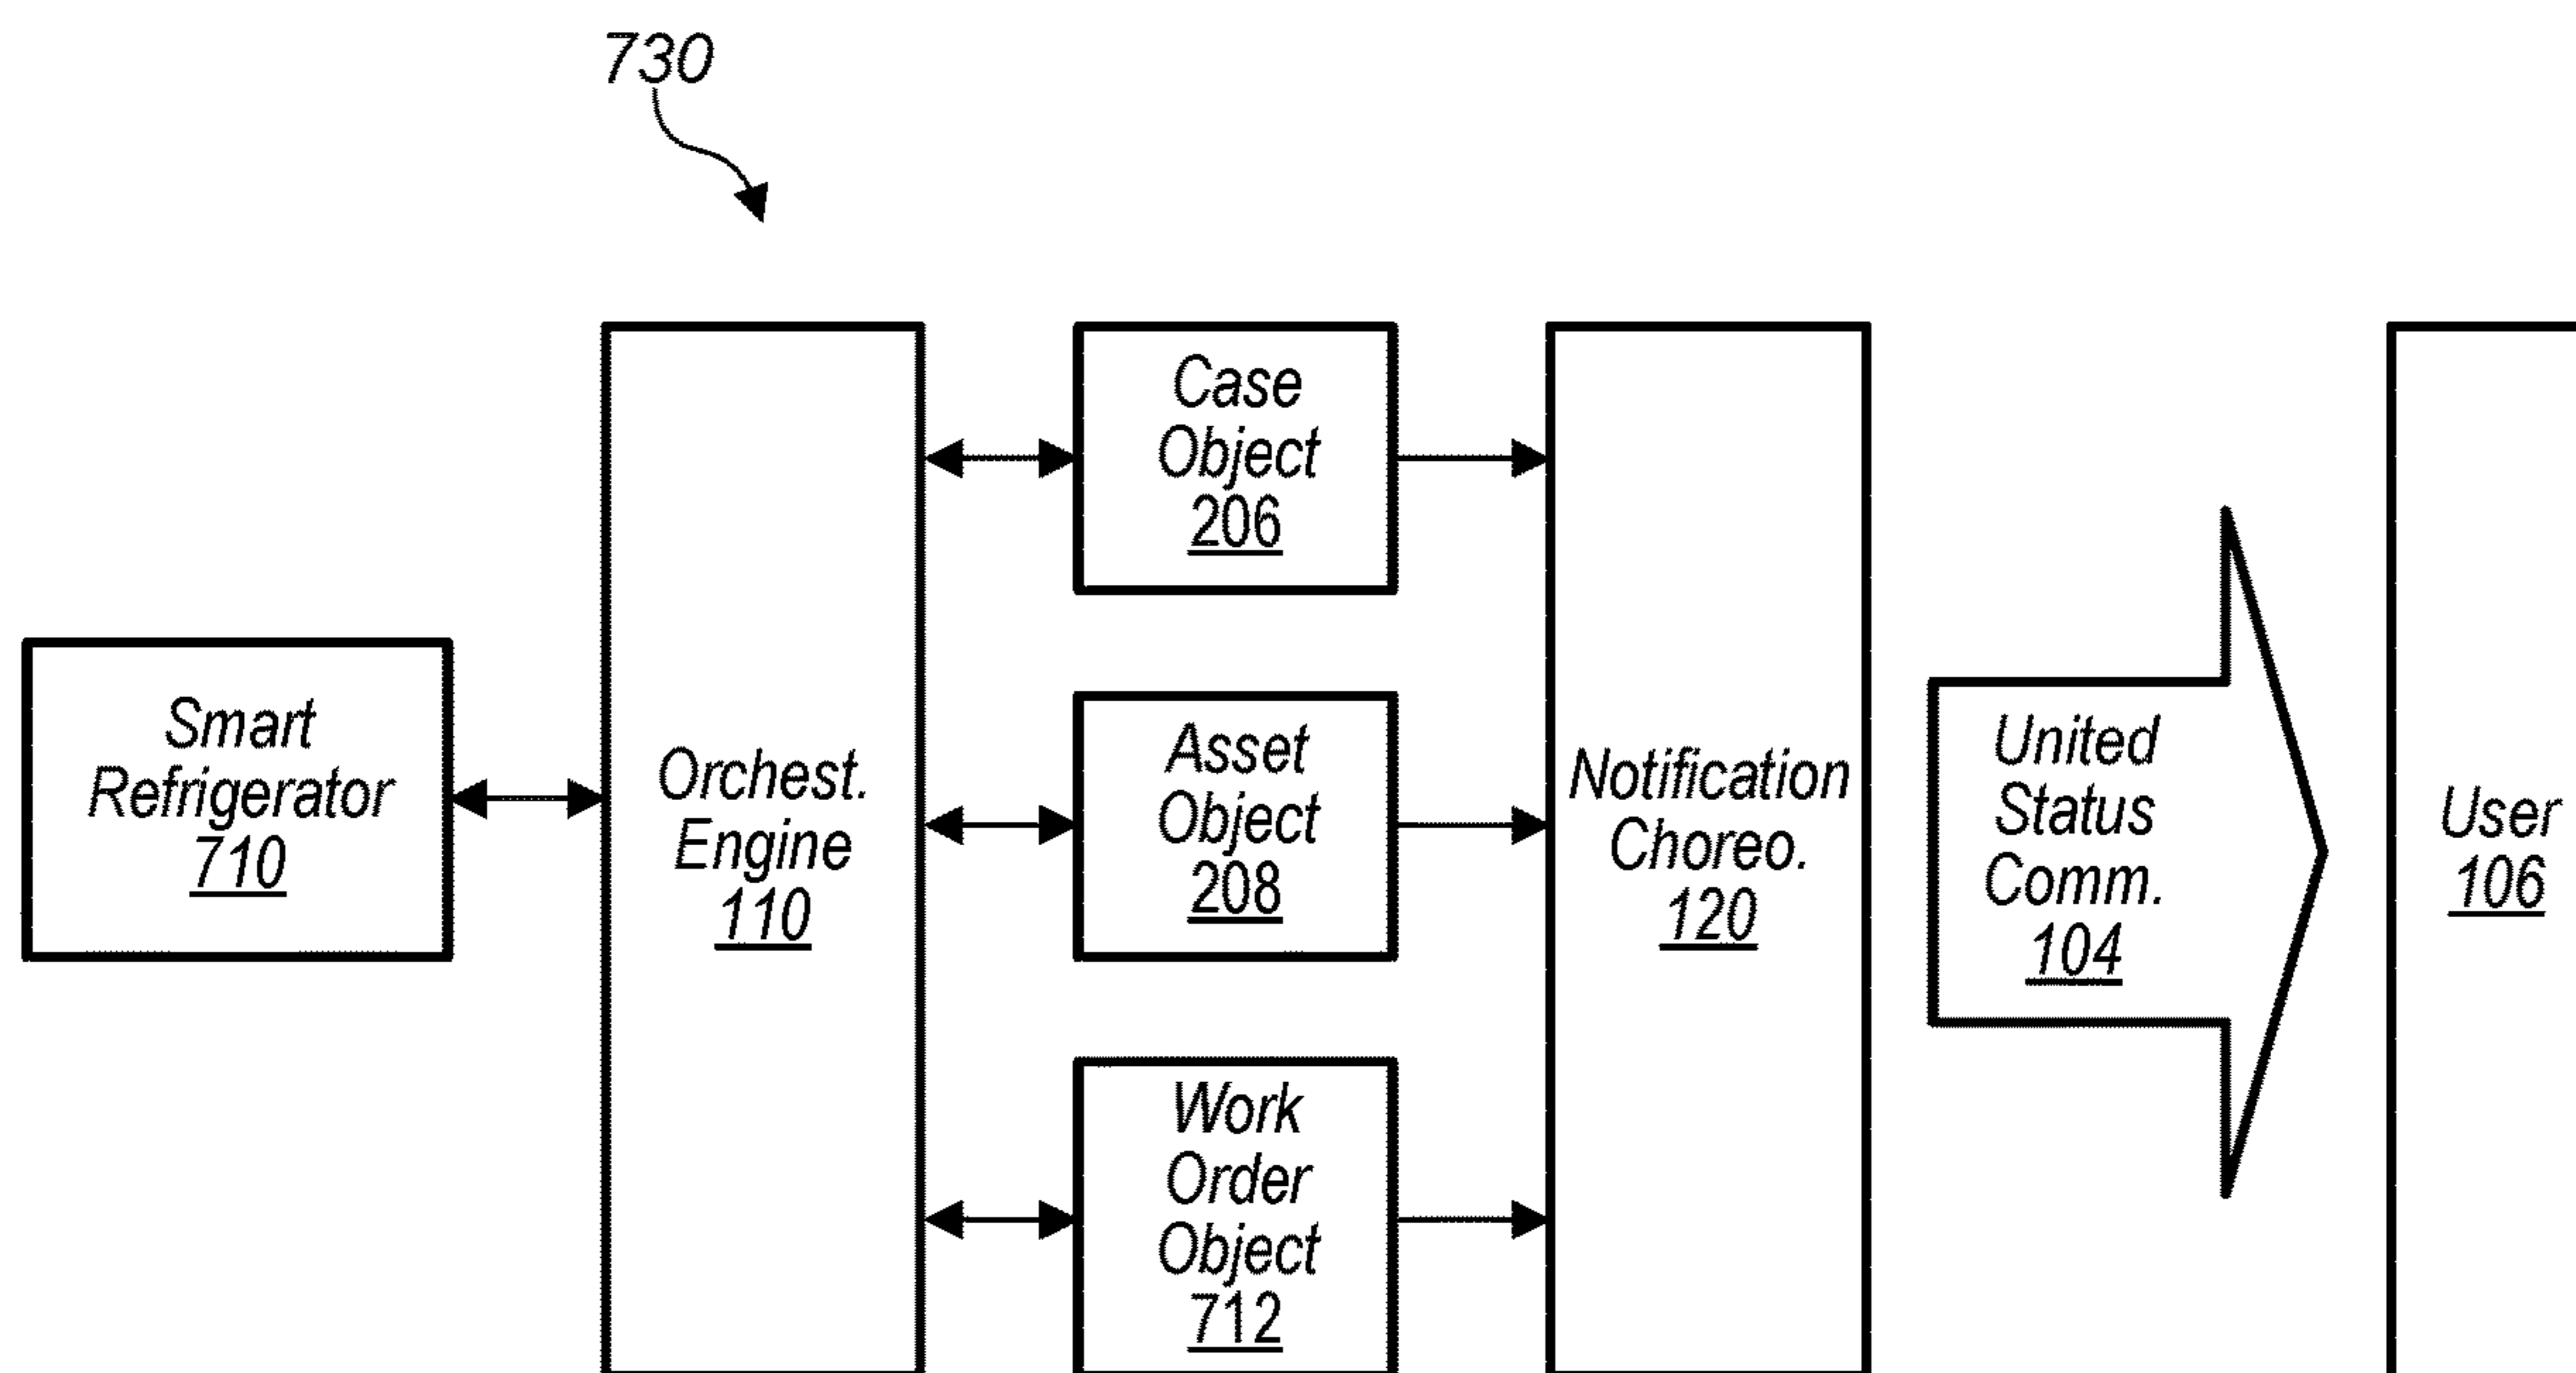 730
Case
Object
206
Smart
Refrigerator
710
Orchest.
Engine
110
Asset
Object
208
Notification
Choreo.
120
United
Status
Comm.
104
User
106
Work
Order
Object
712